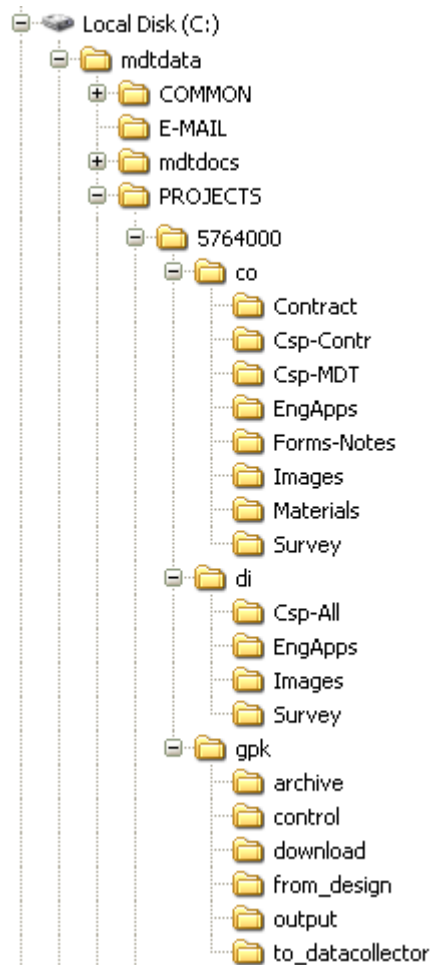 Local Disk (C:)
mdtdata
COMMON
E-MAIL
mdtdocs
PROJECTS
5764000
co
Contract
Csp-Contr
Csp-MDT
EngApps
Forms-Notes
Images
Materials
Survey
di
Csp-All
EngApps
Images
Survey
gpk
archive
control
download
from_design
output
to_datacollector